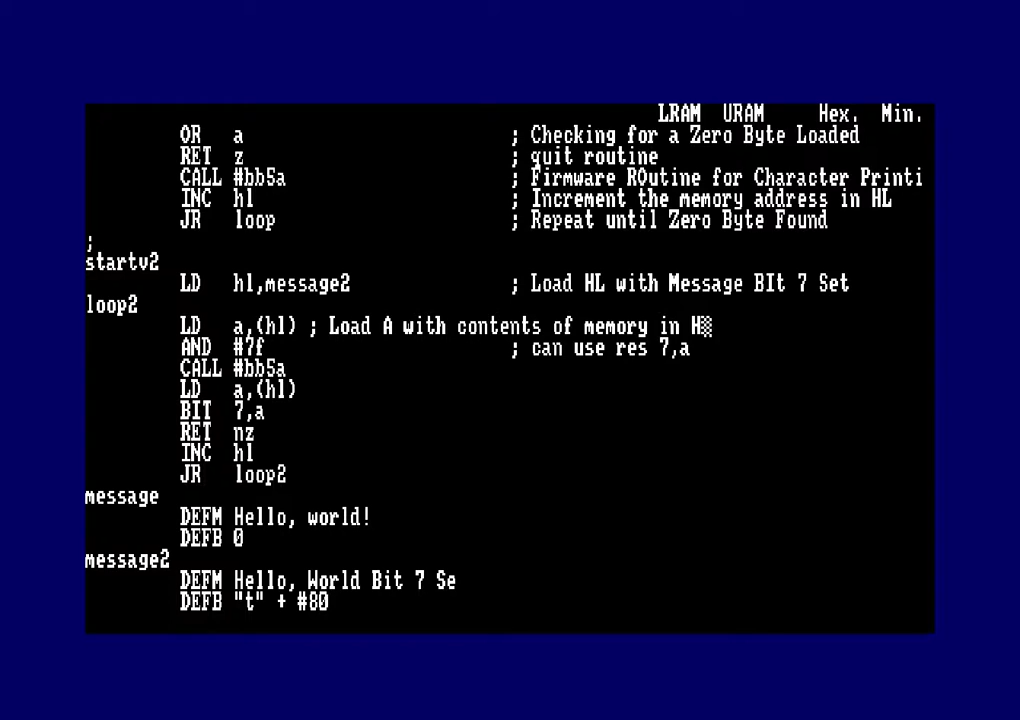 LRAM URAM Hex. Min.
OR a ; Checking for a Zero Byte Loaded
RET z ; quit routine
CALL #bb5a ; Firmware ROutine for Character Printi
INC hl ; Increment the memory address in HL
JR loop ; Repeat until Zero Byte Found
;
startv2
LD hl,message2 ; Load HL with Message BIt 7 Set
loop2
LD a,(hl) ; Load A with contents of memory in H
AND #7f ; can use res 7,a
CALL #bb5a
LD a,(hl)
BIT 7,a
RET nz
INC hl
JR loop2
message
DEFM Hello, world!
DEFB 0
message2
DEFM Hello, World Bit 7 Se
DEFB "t" + #80